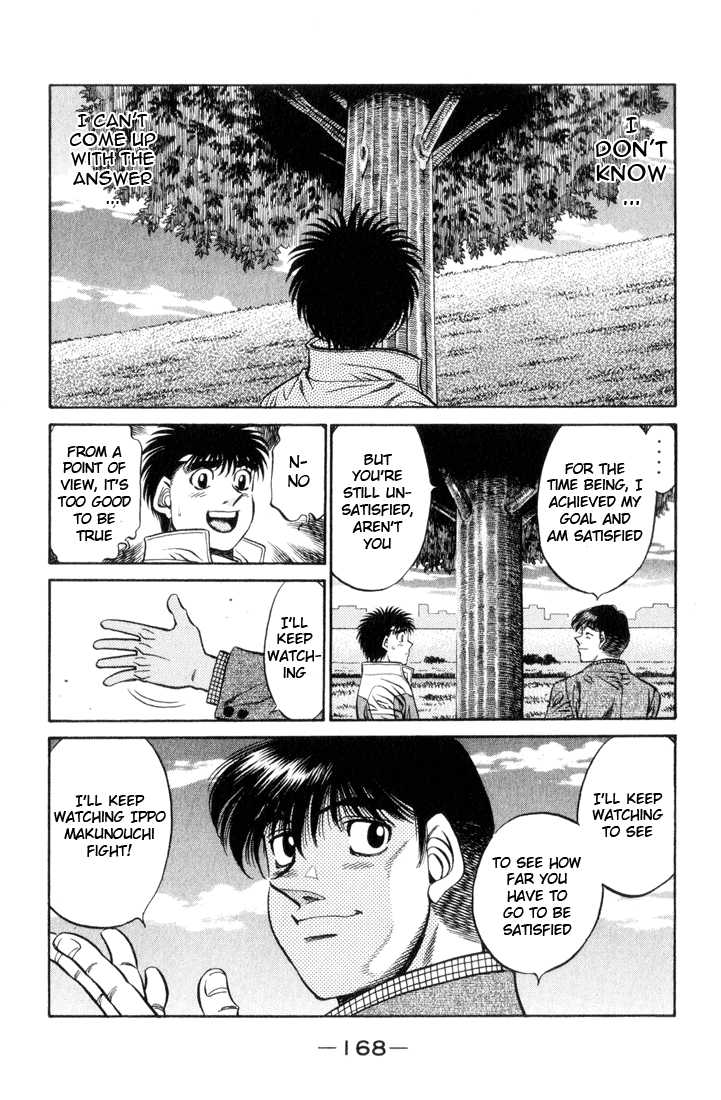 I
DON'T
KNOW
...
I CAN'T
COME UP
WITH THE
ANSWER
...
....
FOR THE
TIME BEING, I
ACHIEVED MY
GOAL AND
AM SATISFIED
BUT
YOU'RE
STILL UN-
SATISFIED,
AREN'T
YOU
N-
NO
FROM A
POINT OF
VIEW, IT'S
TOO GOOD
TO BE
TRUE
I'LL
KEEP
WATCH-
ING
I'LL KEEP
WATCHING
TO SEE
TO SEE HOW
FAR YOU
HAVE TO
GO TO BE
SATISFIED
I'LL KEEP
WATCHING IPPO
MAKUNOUCHI
FIGHT!
—168—